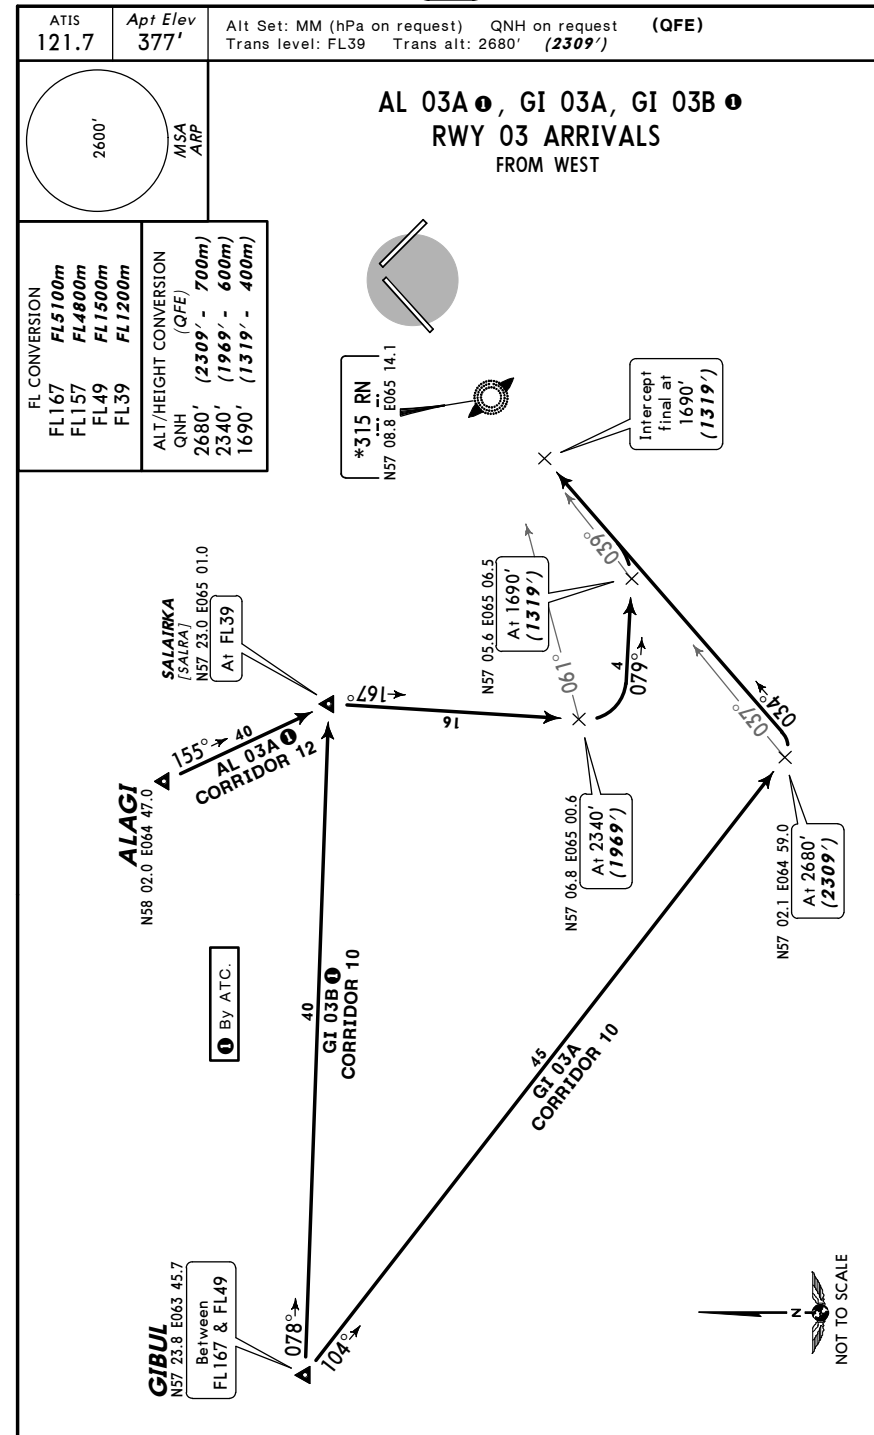 ATIS
121.7
Apt Elev
377'
Alt Set: MM (hPa on request) QNH on request (QFE)
Trans level: FL39 Trans alt: 2680' (2309')
2600'
MSA
ARP
AL 03A ❶, GI 03A, GI 03B ❶
RWY 03 ARRIVALS
FROM WEST
FL CONVERSION
FL167 FL5100m
FL157 FL4800m
FL49 FL1500m
FL39 FL1200m
ALT/HEIGHT CONVERSION
QNH (QFE)
2680' (2309' - 700m)
2340' (1969' - 600m)
1690' (1319' - 400m)
*315 RN
N57 08.8 E065 14.1
Intercept
final at
1690'
(1319')
SALAIRKA
[SALRA]
N57 23.0 E065 01.0
At FL39
ALAGI
N58 02.0 E064 47.0
155°
40
AL 03A ❶
CORRIDOR 12
167°
16
N57 05.6 E065 06.5
At 1690'
(1319')
061°
039°
4
079°
N57 06.8 E065 00.6
At 2340'
(1969')
037°
034°
N57 02.1 E064 59.0
At 2680'
(2309')
❶ By ATC.
40
GI 03B ❶
CORRIDOR 10
45
GI 03A
CORRIDOR 10
GIBUL
N57 23.8 E063 45.7
Between
FL167 & FL49
078°
104°
N
NOT TO SCALE